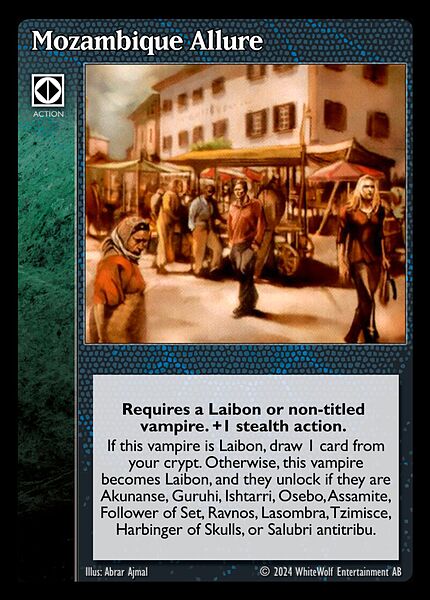 Mozambique Allure
ACTION
Requires a Laibon or non-titled
vampire. +1 stealth action.
If this vampire is Laibon, draw 1 card from
your crypt. Otherwise, this vampire
becomes Laibon, and they unlock if they are
Akunanse, Guruhi, Ishtarri, Osebo, Assamite,
Follower of Set, Ravnos, Lasombra, Tzimisce,
Harbinger of Skulls, or Salubri antitribu.
Illus: Abrar Ajmal
© 2024 WhiteWolf Entertainment AB